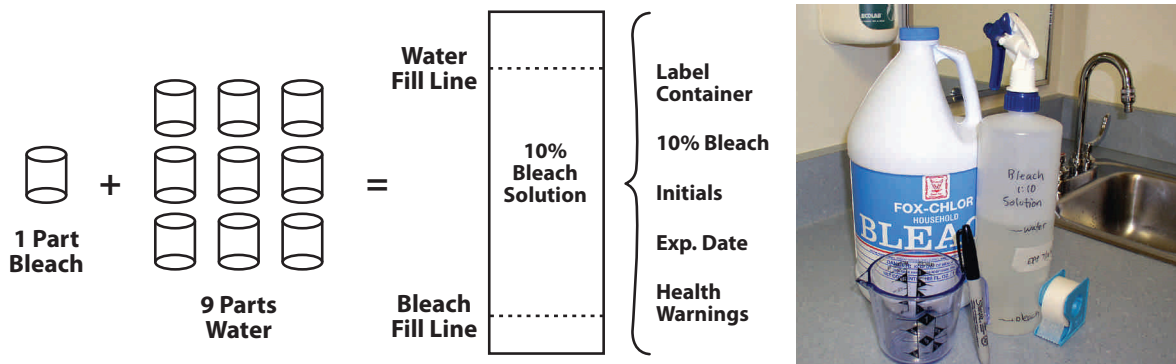 1 Part
Bleach
+
9 Parts
Water
=
Water
Fill Line
10%
Bleach
Solution
Bleach
Fill Line
Label
Container
10% Bleach
Initials
Exp. Date
Health
Warnings
ECOLAB
FOX-CHLOR
HOUSEHOLD
BLEAC
Bleach
1:10
Solution
water